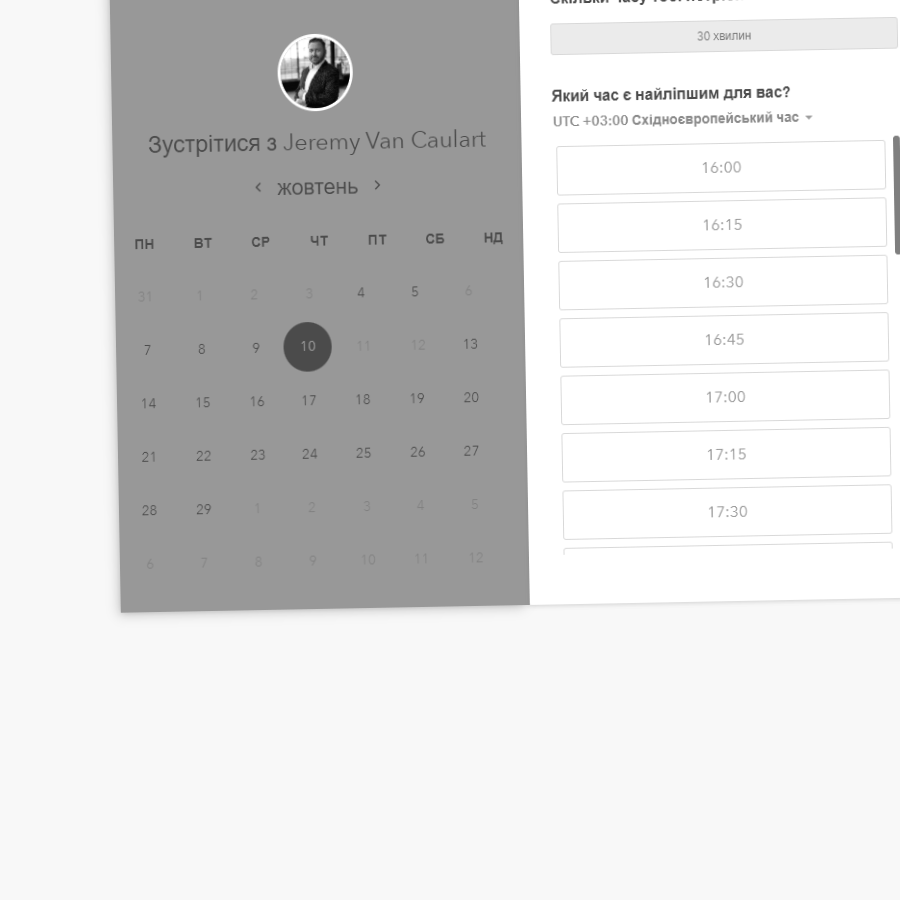 Зустрітися з Jeremy Van Caulart
‹ жовтень ›
ПН ВТ СР ЧТ ПТ СБ НД
31 1 2 3 4 5 6
7 8 9 10 11 12 13
14 15 16 17 18 19 20
21 22 23 24 25 26 27
28 29 1 2 3 4 5
6 7 8 9 10 11 12
Скільки часу тобі
30 хвилин
Який час є найліпшим для вас?
UTC +03:00 Східноєвропейський час
16:00
16:15
16:30
16:45
17:00
17:15
17:30